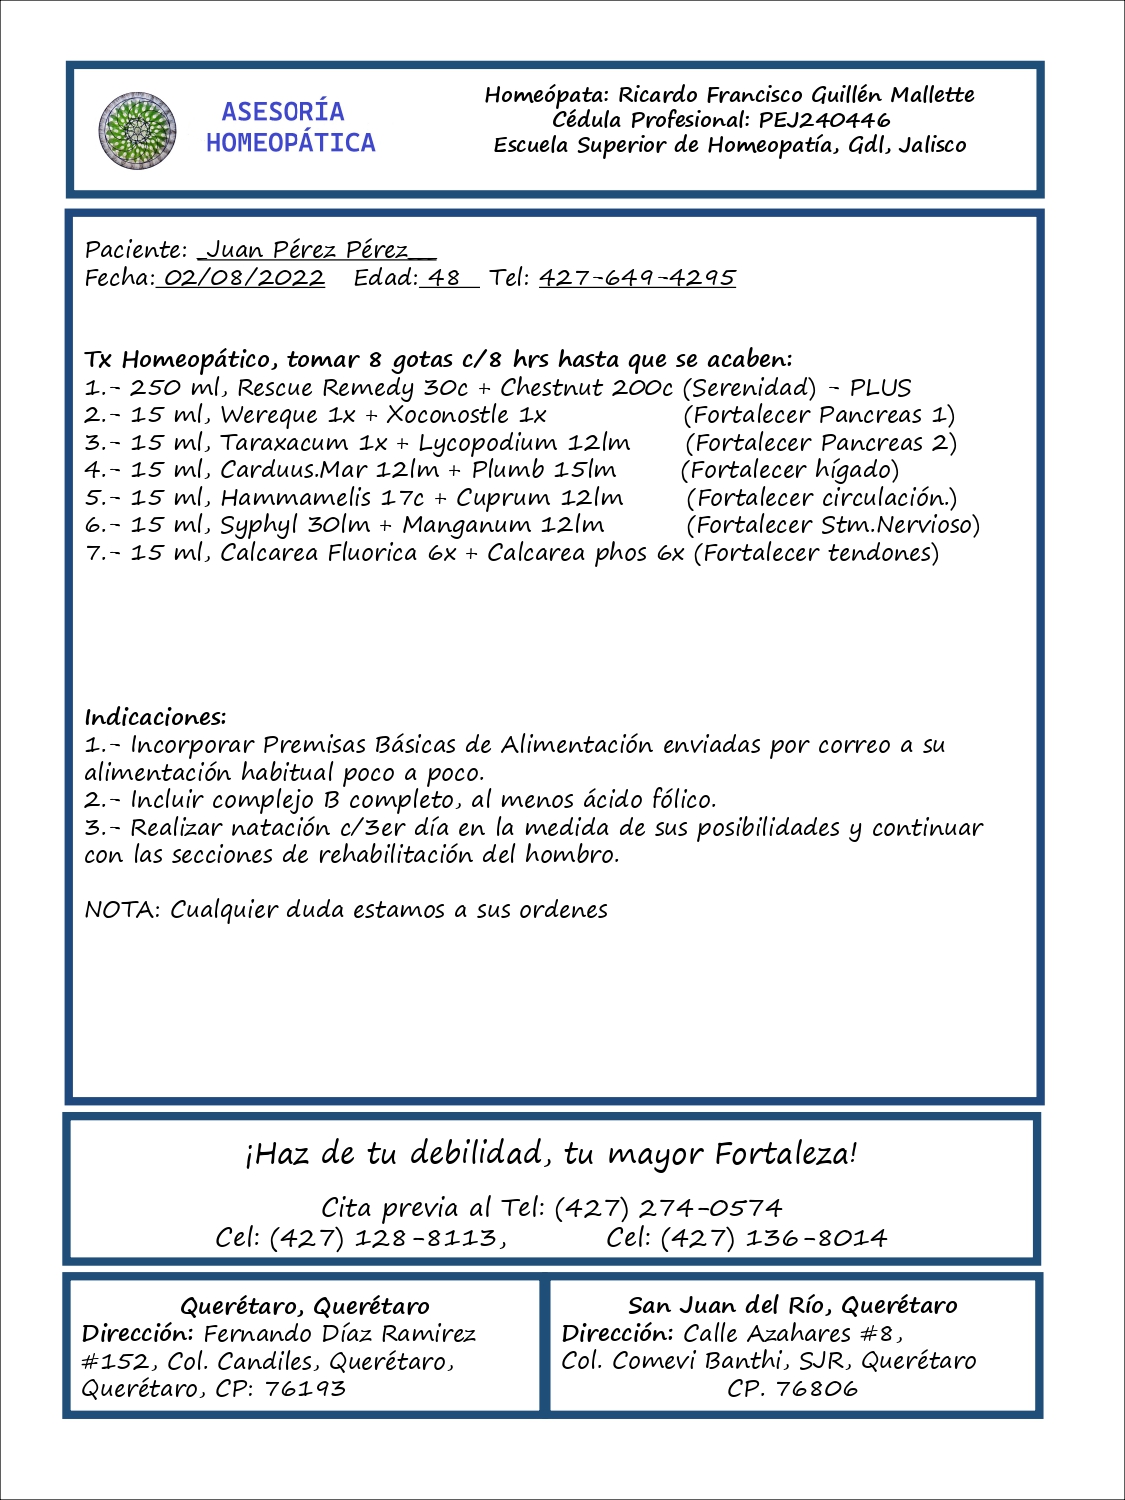 ASESORÍA
HOMEOPÁTICA
Homeópata: Ricardo Francisco Guillén Mallette
Cédula Profesional: PEJ240446
Escuela Superior de Homeopatía, Gdl, Jalisco
Paciente: _Juan Pérez Pérez__
Fecha: 02/08/2022 Edad: 48 Tel: 427-649-4295
Tx Homeopático, tomar 8 gotas c/8 hrs hasta que se acaben:
1.- 250 ml, Rescue Remedy 30c + Chestnut 200c (Serenidad) - PLUS
2.- 15 ml, Wereque 1x + Xoconostle 1x (Fortalecer Pancreas 1)
3.- 15 ml, Taraxacum 1x + Lycopodium 12lm (Fortalecer Pancreas 2)
4.- 15 ml, Carduus.Mar 12lm + Plumb 15lm (Fortalecer hígado)
5.- 15 ml, Hammamelis 17c + Cuprum 12lm (Fortalecer circulación.)
6.- 15 ml, Syphyl 30lm + Manganum 12lm (Fortalecer Stm.Nervioso)
7.- 15 ml, Calcarea Fluorica 6x + Calcarea phos 6x (Fortalecer tendones)
Indicaciones:
1.- Incorporar Premisas Básicas de Alimentación enviadas por correo a su
alimentación habitual poco a poco.
2.- Incluir complejo B completo, al menos ácido fólico.
3.- Realizar natación c/3er día en la medida de sus posibilidades y continuar
con las secciones de rehabilitación del hombro.
NOTA: Cualquier duda estamos a sus ordenes
¡Haz de tu debilidad, tu mayor Fortaleza!
Cita previa al Tel: (427) 274-0574
Cel: (427) 128-8113, Cel: (427) 136-8014
Querétaro, Querétaro
Dirección: Fernando Díaz Ramirez
#152, Col. Candiles, Querétaro,
Querétaro, CP: 76193
San Juan del Río, Querétaro
Dirección: Calle Azahares #8,
Col. Comevi Banthi, SJR, Querétaro
CP. 76806